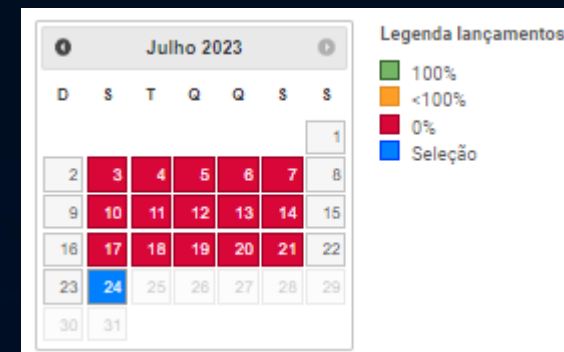 Julho 2023
D S T Q Q S S
1
2 3 4 5 6 7 8
9 10 11 12 13 14 15
16 17 18 19 20 21 22
23 24 25 26 27 28 29
30 31
Legenda lançamentos
100%
<100%
0%
Seleção